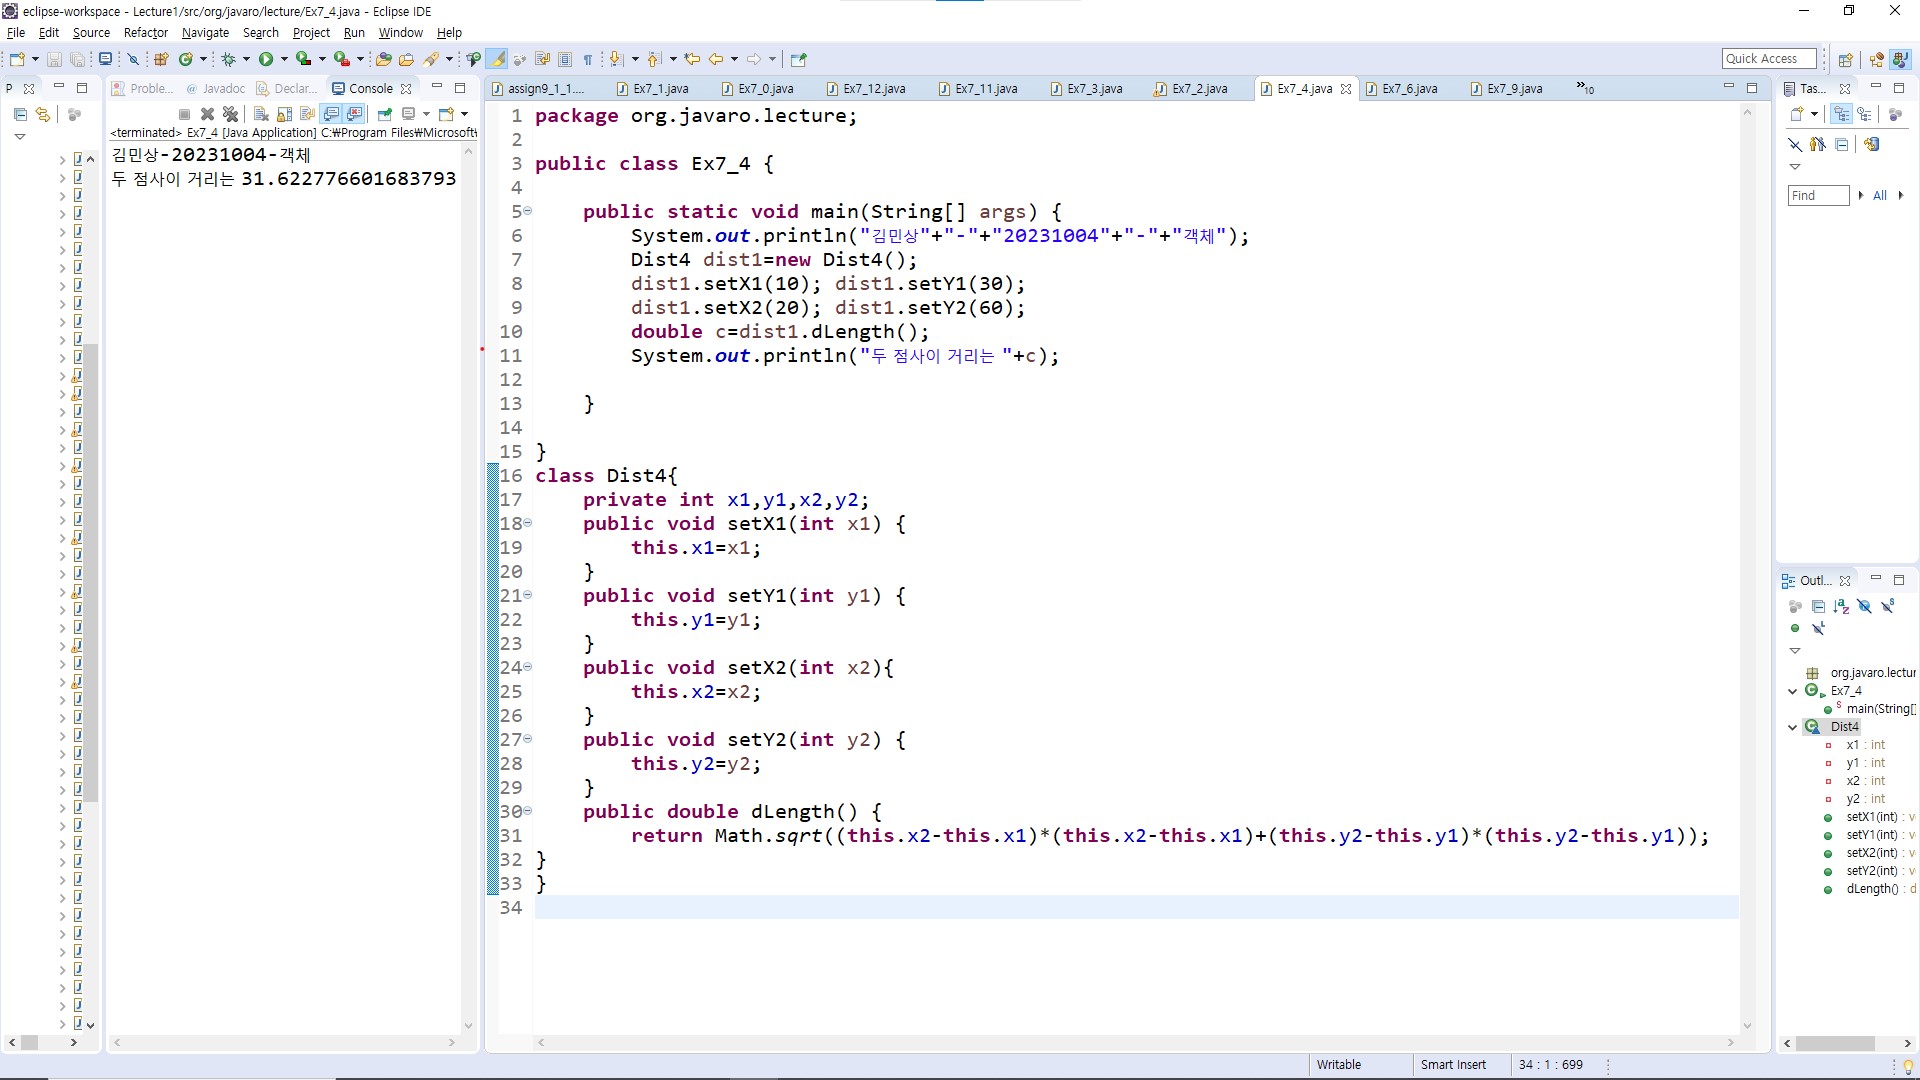 eclipse-workspace - Lecture1/src/org/javaro/lecture/Ex7_4.java - Eclipse IDE
File Edit Source Refactor Navigate Search Project Run Window Help
Quick Access
P
Proble... Javadoc Declar... Console
<terminated> Ex7_4 [Java Application] C:₩Program Files₩Microsoft₩
김민상-20231004-객체
두 점사이 거리는 31.622776601683793
assign9_1_1.... Ex7_1.java Ex7_0.java Ex7_12.java Ex7_11.java Ex7_3.java Ex7_2.java Ex7_4.java Ex7_6.java Ex7_9.java »10
1 package org.javaro.lecture;
2
3 public class Ex7_4 {
4
5     public static void main(String[] args) {
6         System.out.println("김민상"+"-"+"20231004"+"-"+"객체");
7         Dist4 dist1=new Dist4();
8         dist1.setX1(10); dist1.setY1(30);
9         dist1.setX2(20); dist1.setY2(60);
10         double c=dist1.dLength();
11         System.out.println("두 점사이 거리는 "+c);
12
13     }
14
15 }
16 class Dist4{
17     private int x1,y1,x2,y2;
18     public void setX1(int x1) {
19         this.x1=x1;
20     }
21     public void setY1(int y1) {
22         this.y1=y1;
23     }
24     public void setX2(int x2){
25         this.x2=x2;
26     }
27     public void setY2(int y2) {
28         this.y2=y2;
29     }
30     public double dLength() {
31         return Math.sqrt((this.x2-this.x1)*(this.x2-this.x1)+(this.y2-this.y1)*(this.y2-this.y1));
32 }
33 }
34
Tas...
Find All
Outl...
org.javaro.lectur
Ex7_4
main(String[]
Dist4
x1 : int
y1 : int
x2 : int
y2 : int
setX1(int) : v
setY1(int) : v
setX2(int) : v
setY2(int) : v
dLength() : d
Writable Smart Insert 34 : 1 : 699